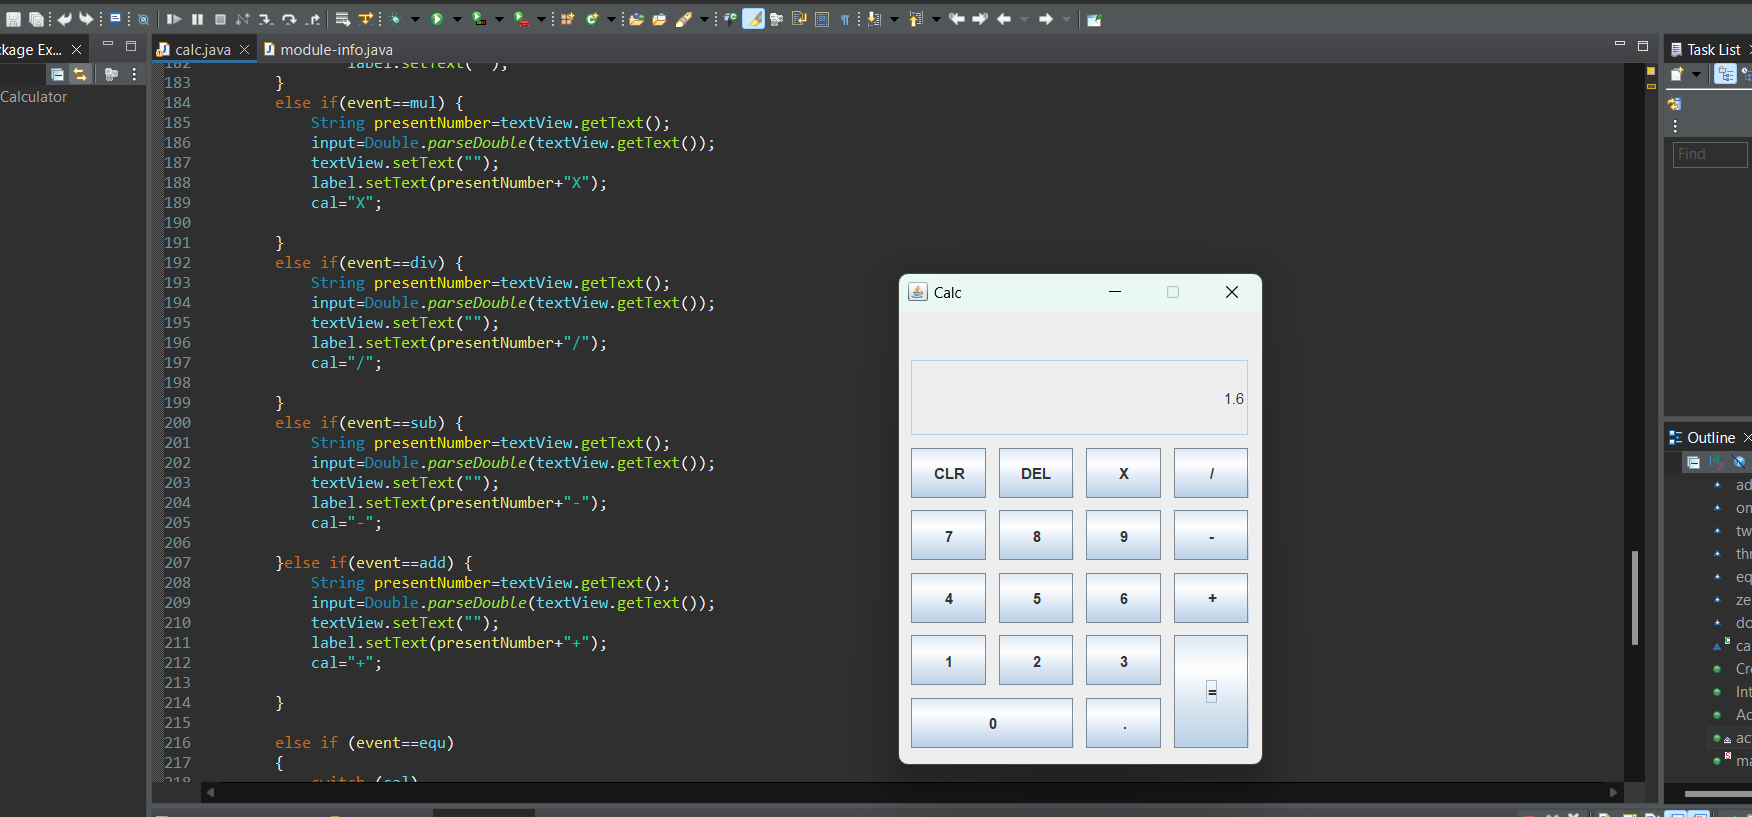 ckage Ex...
calc.java
module-info.java
Task List
Calculator
Find
182 label.setText(" ");
183 }
184 else if(event==mul) {
185 String presentNumber=textView.getText();
186 input=Double.parseDouble(textView.getText());
187 textView.setText("");
188 label.setText(presentNumber+"X");
189 cal="X";
190
191 }
192 else if(event==div) {
193 String presentNumber=textView.getText();
194 input=Double.parseDouble(textView.getText());
195 textView.setText("");
196 label.setText(presentNumber+"/");
197 cal="/";
198
199 }
200 else if(event==sub) {
201 String presentNumber=textView.getText();
202 input=Double.parseDouble(textView.getText());
203 textView.setText("");
204 label.setText(presentNumber+"-");
205 cal="-";
206
207 }else if(event==add) {
208 String presentNumber=textView.getText();
209 input=Double.parseDouble(textView.getText());
210 textView.setText("");
211 label.setText(presentNumber+"+");
212 cal="+";
213
214 }
215
216 else if (event==equ)
217 {
218 switch (cal)
Calc
1.6
CLR DEL X /
7 8 9 -
4 5 6 +
1 2 3 =
0 .
Outline
ad
on
tw
thr
eq
ze
do
ca
Cr
Int
Ac
ac
ma